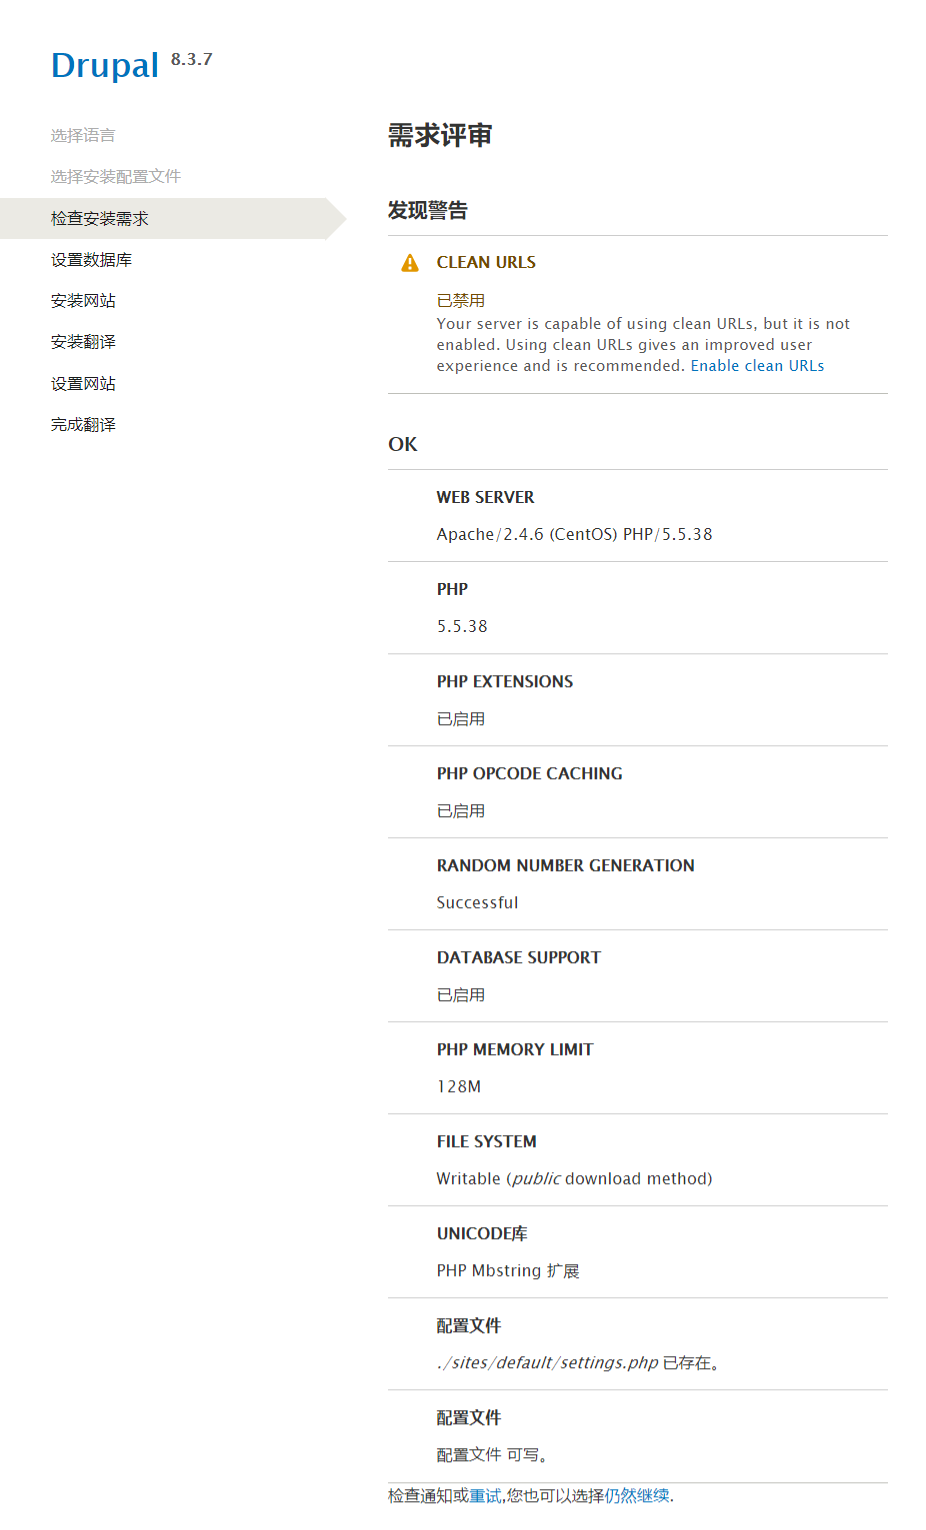 Drupal 8.3.7
选择语言
选择安装配置文件
检查安装需求
设置数据库
安装网站
安装翻译
设置网站
完成翻译
需求评审
发现警告
CLEAN URLS
已禁用
Your server is capable of using clean URLs, but it is not
enabled. Using clean URLs gives an improved user
experience and is recommended. Enable clean URLs
OK
WEB SERVER
Apache/2.4.6 (CentOS) PHP/5.5.38
PHP
5.5.38
PHP EXTENSIONS
已启用
PHP OPCODE CACHING
已启用
RANDOM NUMBER GENERATION
Successful
DATABASE SUPPORT
已启用
PHP MEMORY LIMIT
128M
FILE SYSTEM
Writable (public download method)
UNICODE库
PHP Mbstring 扩展
配置文件
./sites/default/settings.php 已存在。
配置文件
配置文件 可写。
检查通知或重试,您也可以选择仍然继续.